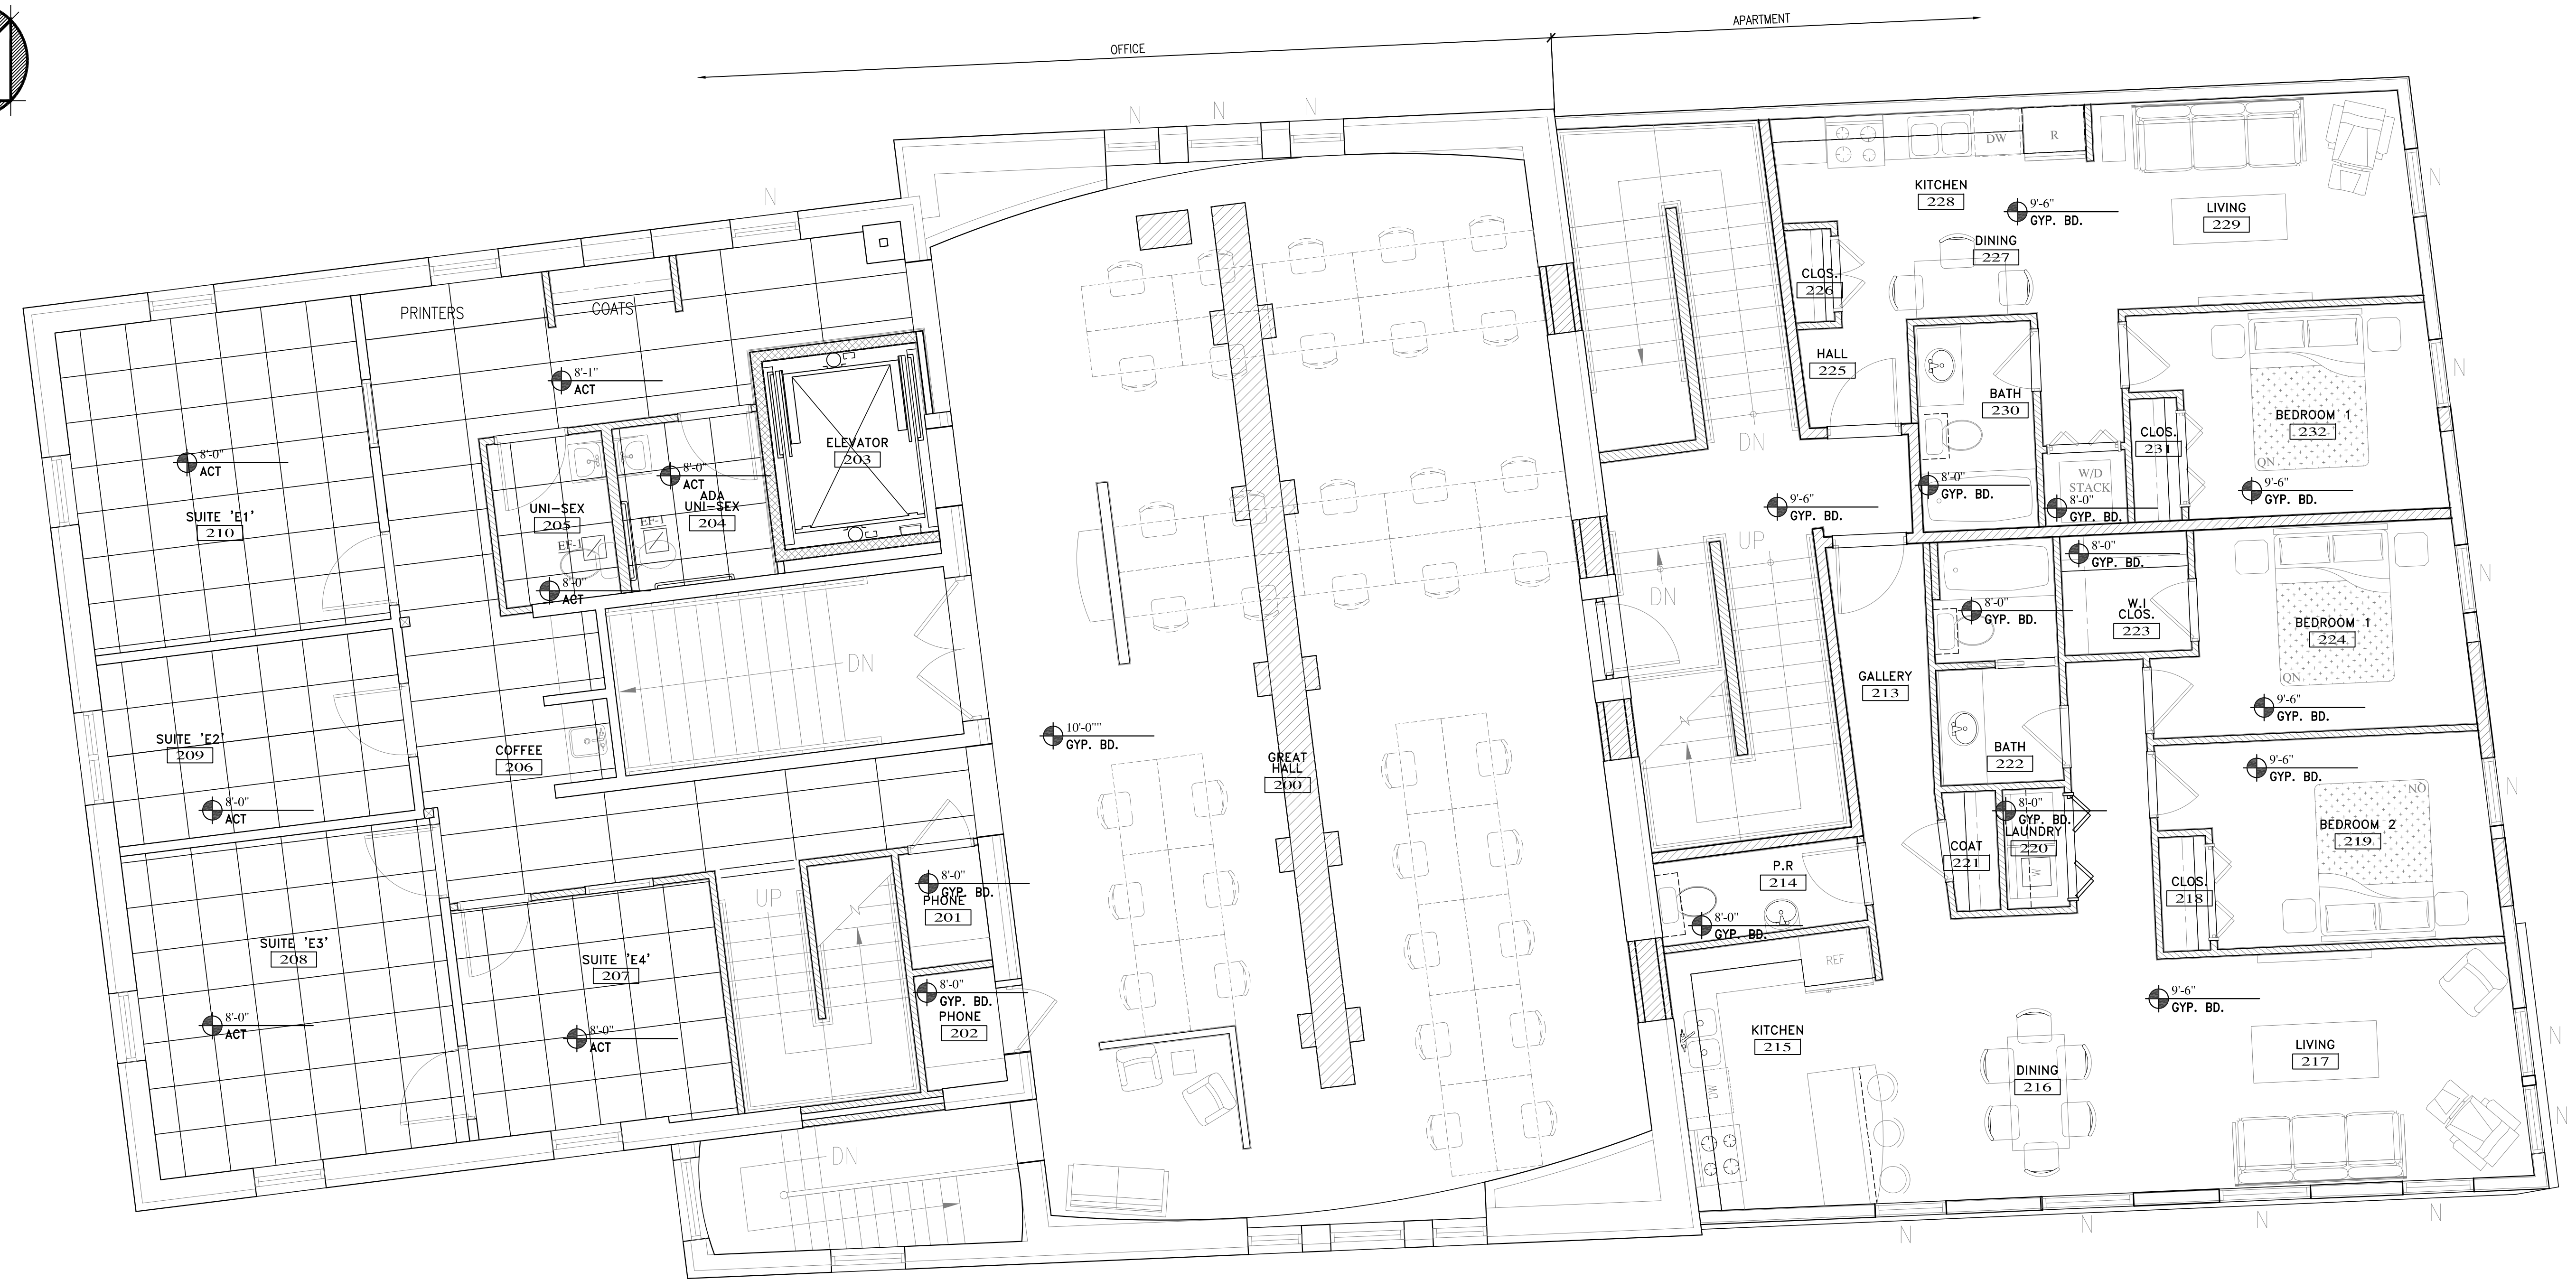 APARTMENT
OFFICE
N
N
N
N
PRINTERS
COATS
8'-1"
ACT
8'-0"
ACT
SUITE 'E1'
210
UNI-SEX
205
EF-1
8'-0"
ACT
8'-0"
ACT
ADA
UNI-SEX
204
EF-1
ELEVATOR
203
DN
SUITE 'E2'
209
8'-0"
ACT
COFFEE
206
SUITE 'E3'
208
8'-0"
ACT
SUITE 'E4'
207
8'-0"
ACT
UP
N
8'-0"
GYP. BD.
PHONE
201
8'-0"
GYP. BD.
PHONE
202
DN
10'-0""
GYP. BD.
GREAT
HALL
200
DN
DN
UP
N
KITCHEN
228
DW
R
9'-6"
GYP. BD.
DINING
227
LIVING
229
N
CLOS.
226
HALL
225
BATH
230
8'-0"
GYP. BD.
W/D
STACK
8'-0"
GYP. BD.
CLOS.
231
BEDROOM 1
232
QN
9'-6"
GYP. BD.
N
9'-6"
GYP. BD.
8'-0"
GYP. BD.
8'-0"
GYP. BD.
W.I
CLOS.
223
BEDROOM 1
224
QN
9'-6"
GYP. BD.
N
GALLERY
213
BATH
222
9'-6"
GYP. BD.
N
8'-0"
GYP. BD.
LAUNDRY
220
W
COAT
221
BEDROOM 2
219
QN
CLOS.
218
P.R
214
8'-0"
GYP. BD.
REF
KITCHEN
215
DW
DINING
216
9'-6"
GYP. BD.
LIVING
217
N
N
N
N
N
N